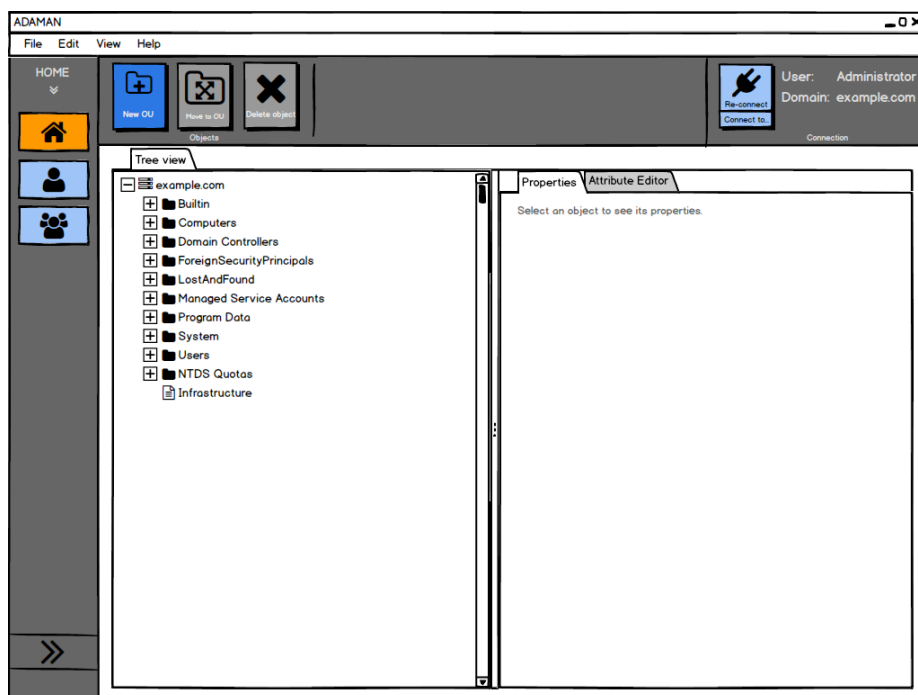 ADAMAN
File Edit View Help
HOME
New OU
Move to OU
Delete object
Objects
Re-connect
Connect to..
User: Administrator
Domain: example.com
Connection
Tree view
example.com
Builtin
Computers
Domain Controllers
ForeignSecurityPrincipals
LostAndFound
Managed Service Accounts
Program Data
System
Users
NTDS Quotas
Infrastructure
Properties
Attribute Editor
Select an object to see its properties.